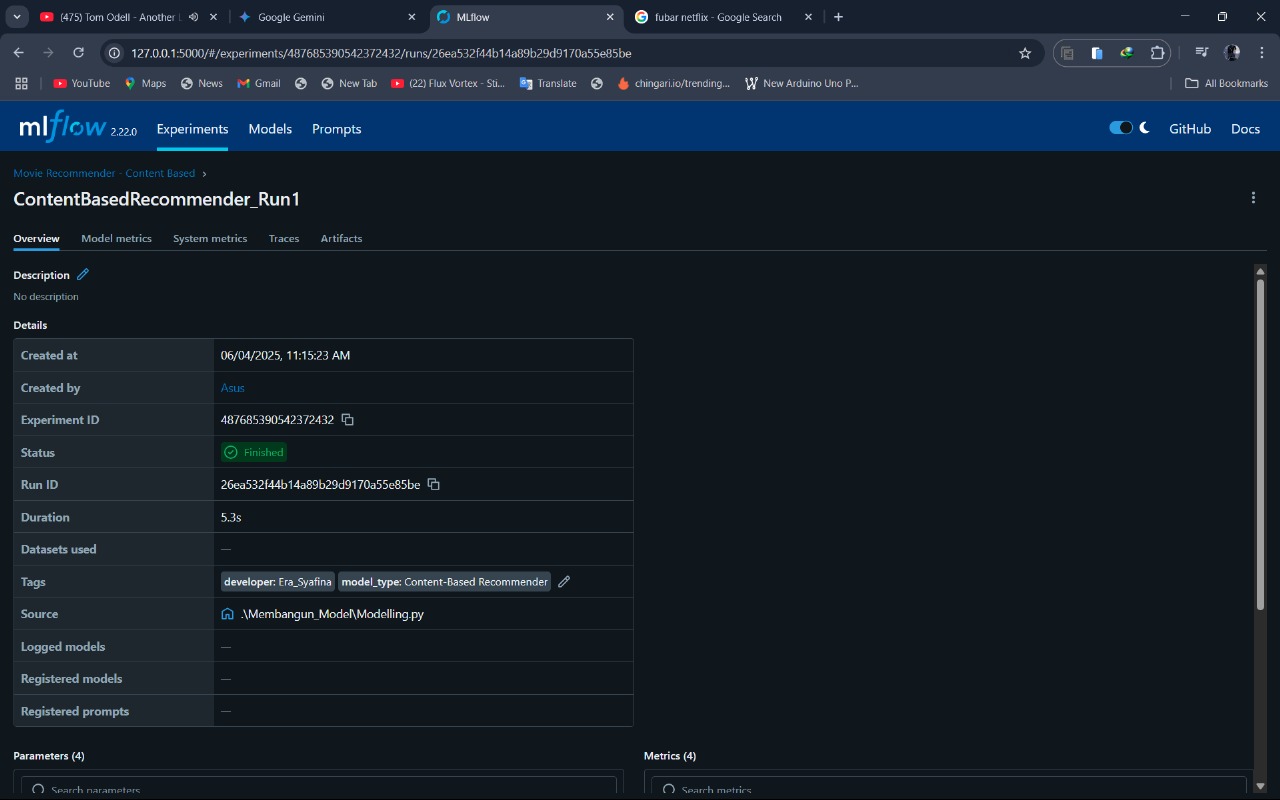 (475) Tom Odell - Another L
Google Gemini
MLflow
fubar netflix - Google Search
127.0.0.1:5000/#/experiments/487685390542372432/runs/26ea532f44b14a89b29d9170a55e85be
YouTube
Maps
News
Gmail
New Tab
(22) Flux Vortex - Sti...
Translate
chingari.io/trending...
New Arduino Uno P...
All Bookmarks
mlflow 2.22.0
Experiments
Models
Prompts
GitHub
Docs
Movie Recommender - Content Based ›
ContentBasedRecommender_Run1
Overview
Model metrics
System metrics
Traces
Artifacts
Description
No description
Details
Created at 06/04/2025, 11:15:23 AM
Created by Asus
Experiment ID 487685390542372432
Status Finished
Run ID 26ea532f44b14a89b29d9170a55e85be
Duration 5.3s
Datasets used —
Tags developer: Era_Syafina model_type: Content-Based Recommender
Source .\Membangun_Model\Modelling.py
Logged models —
Registered models —
Registered prompts —
Parameters (4)
Metrics (4)
Search parameters
Search metrics